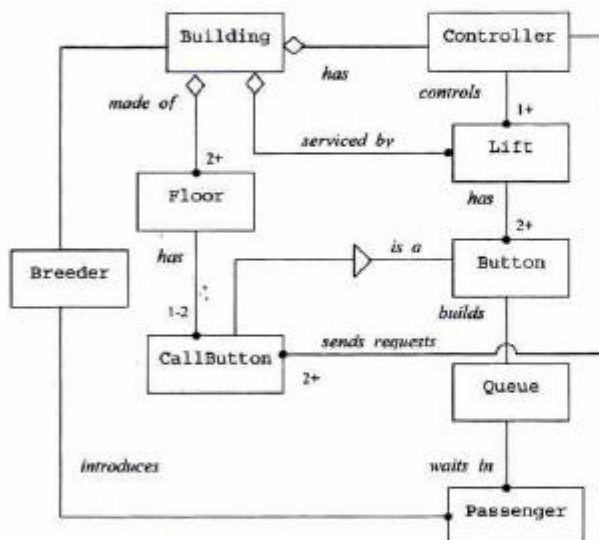 Building
Controller
has
made of
controls
1+
serviced by
Lift
2+
Floor
has
2+
has
is a
Button
Breeder
builds
1-2
CallButton
sends requests
2+
Queue
introduces
waits in
Passenger